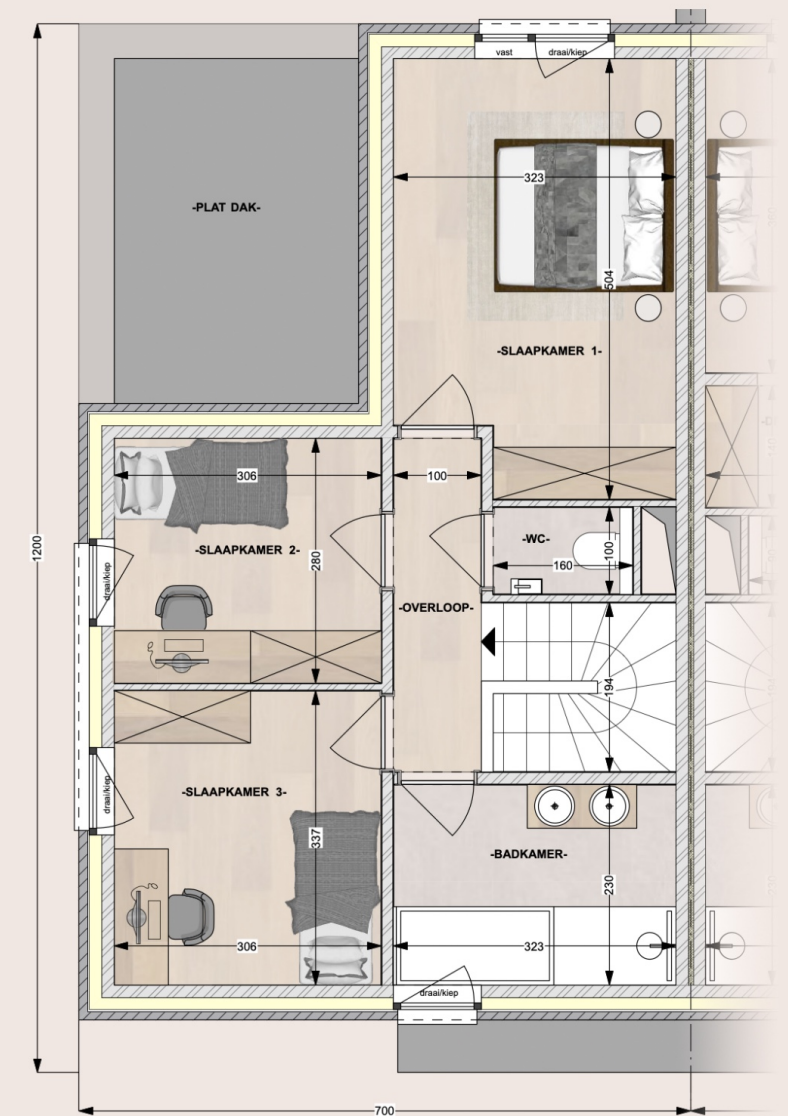 vast draai/kiep
323
-PLAT DAK-
504
-SLAAPKAMER 1-
306
100
-WC-
100
160
-SLAAPKAMER 2-
280
1200
draai/kiep
-OVERLOOP-
194
draai/kiep
-SLAAPKAMER 3-
337
-BADKAMER-
230
306
323
draai/kiep
700